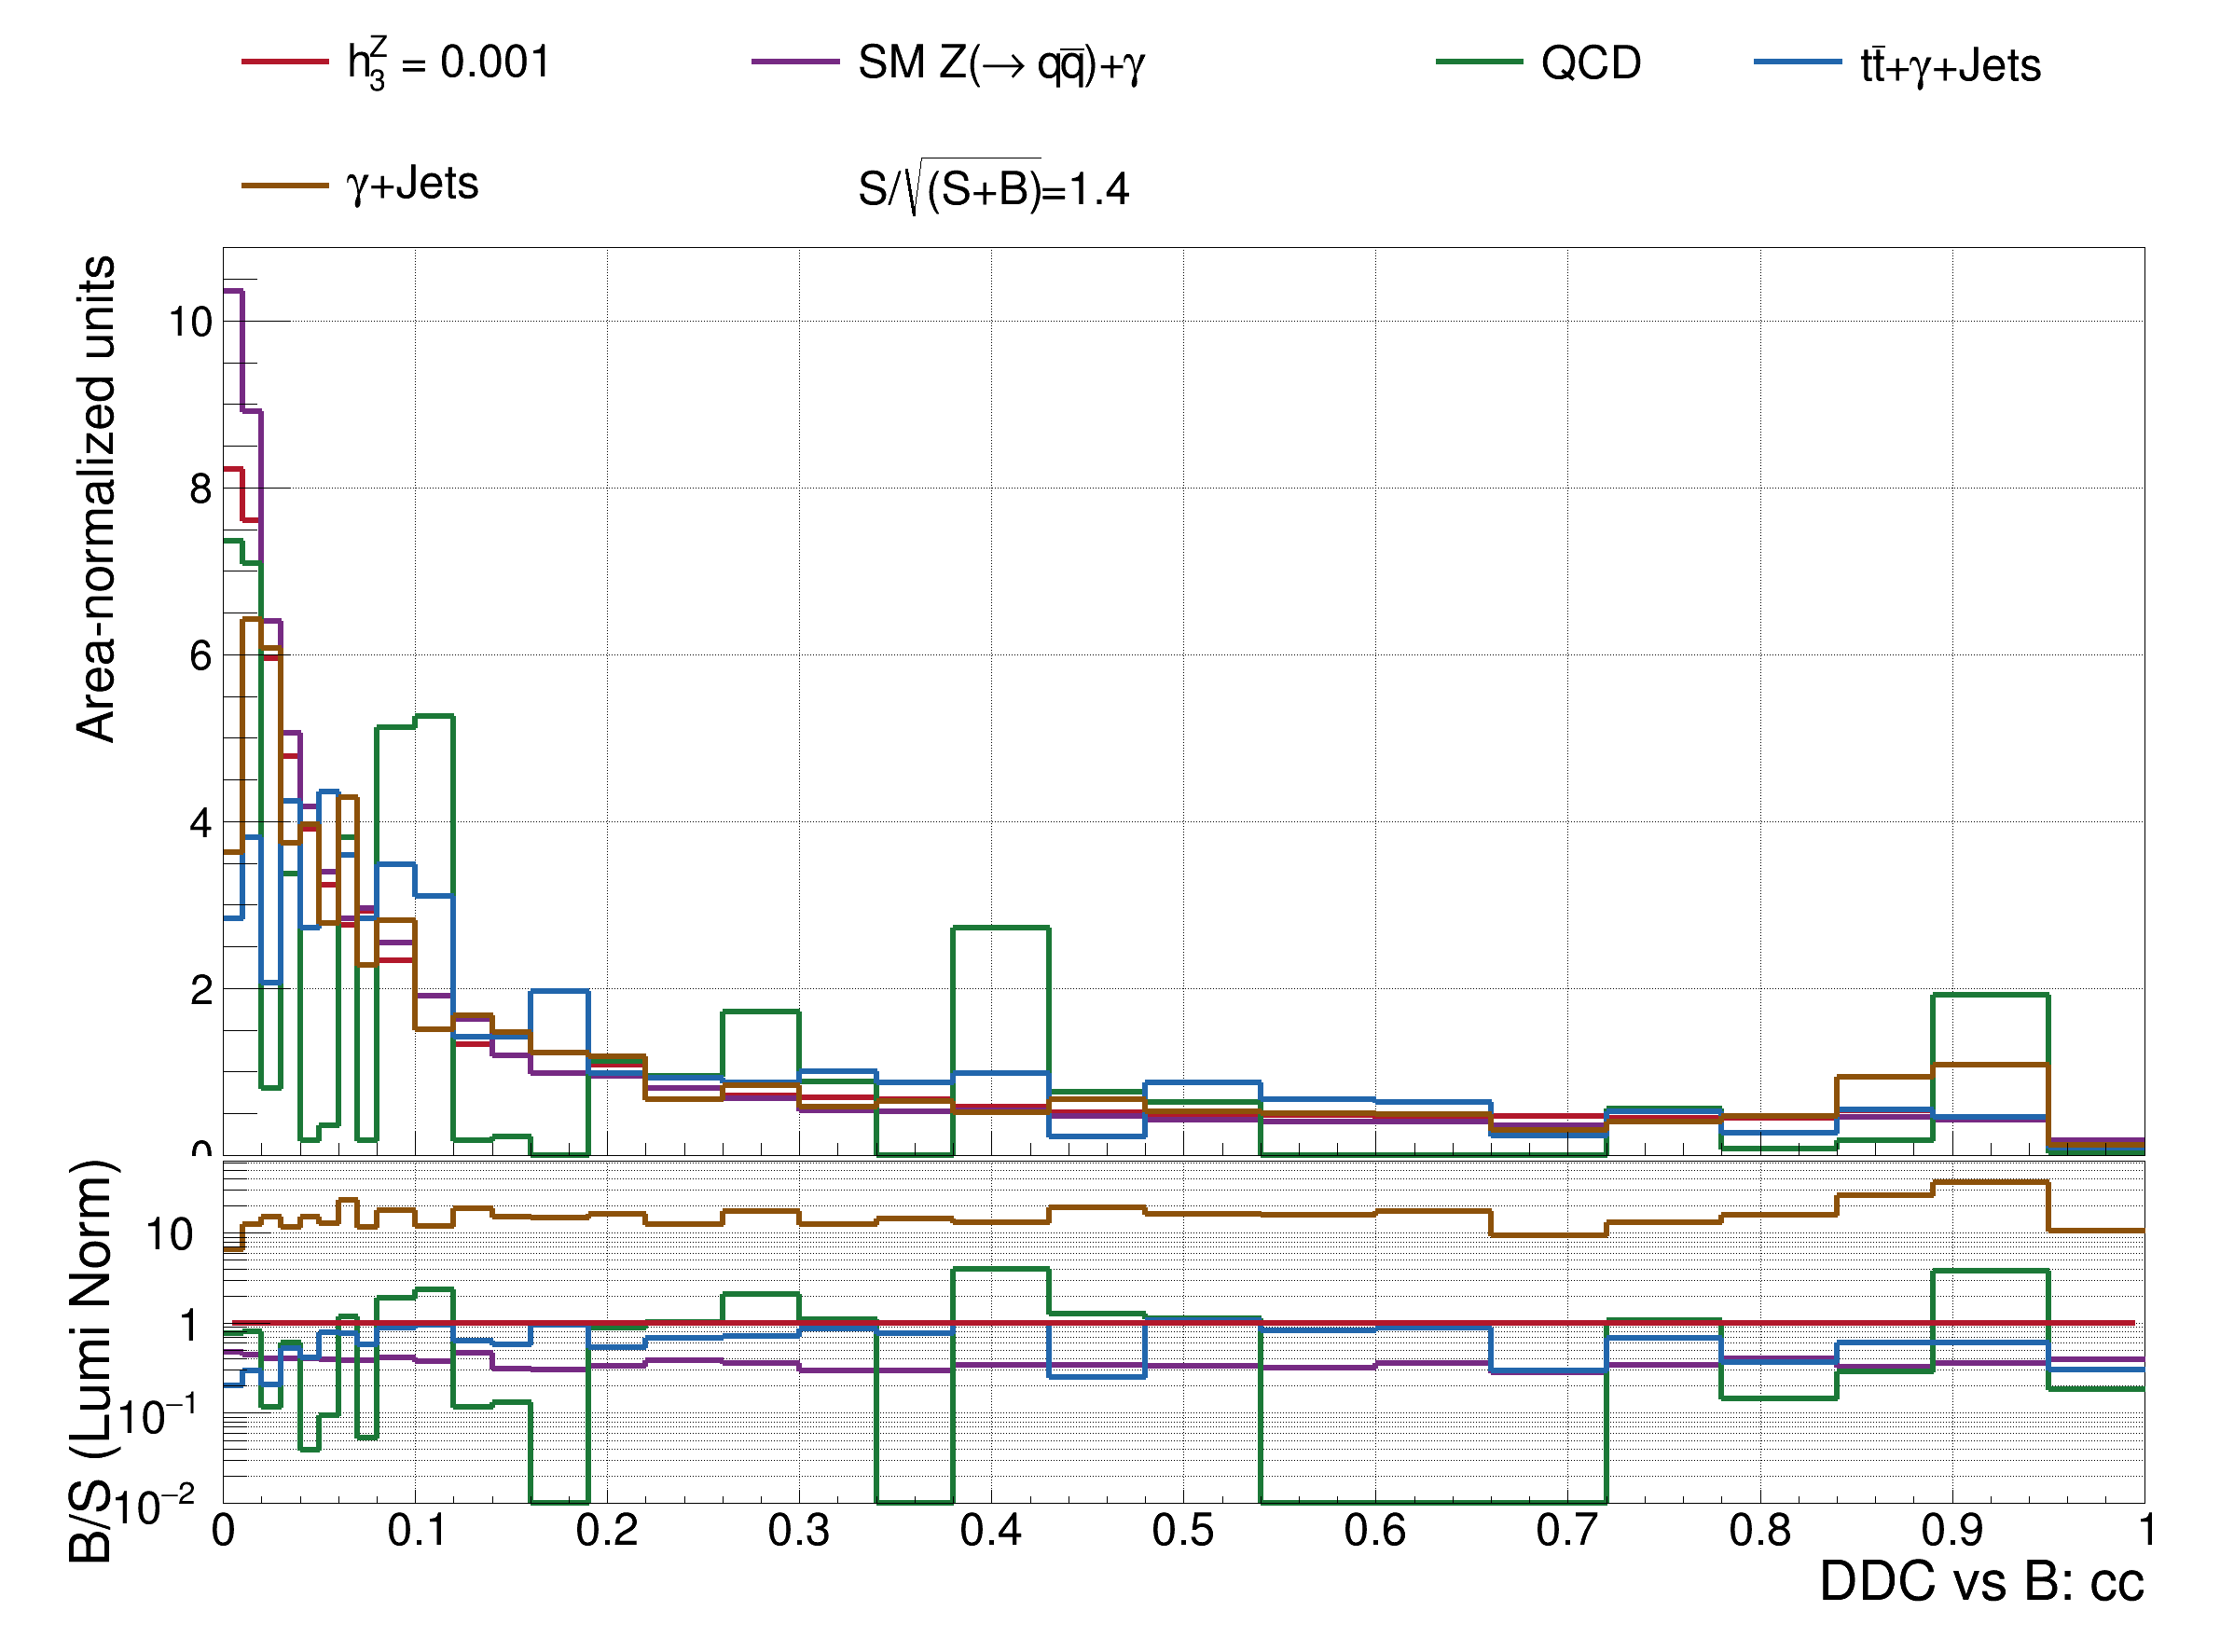 h₃ᶻ = 0.001 SM Z(→ qq̅)+γ QCD tt̄+γ+Jets
γ+Jets S/√(S+B)=1.4
Area-normalized units
10
8
6
4
2
0
B/S (Lumi Norm)
10
1
10⁻¹
10⁻²
0 0.1 0.2 0.3 0.4 0.5 0.6 0.7 0.8 0.9 1
DDC vs B: cc